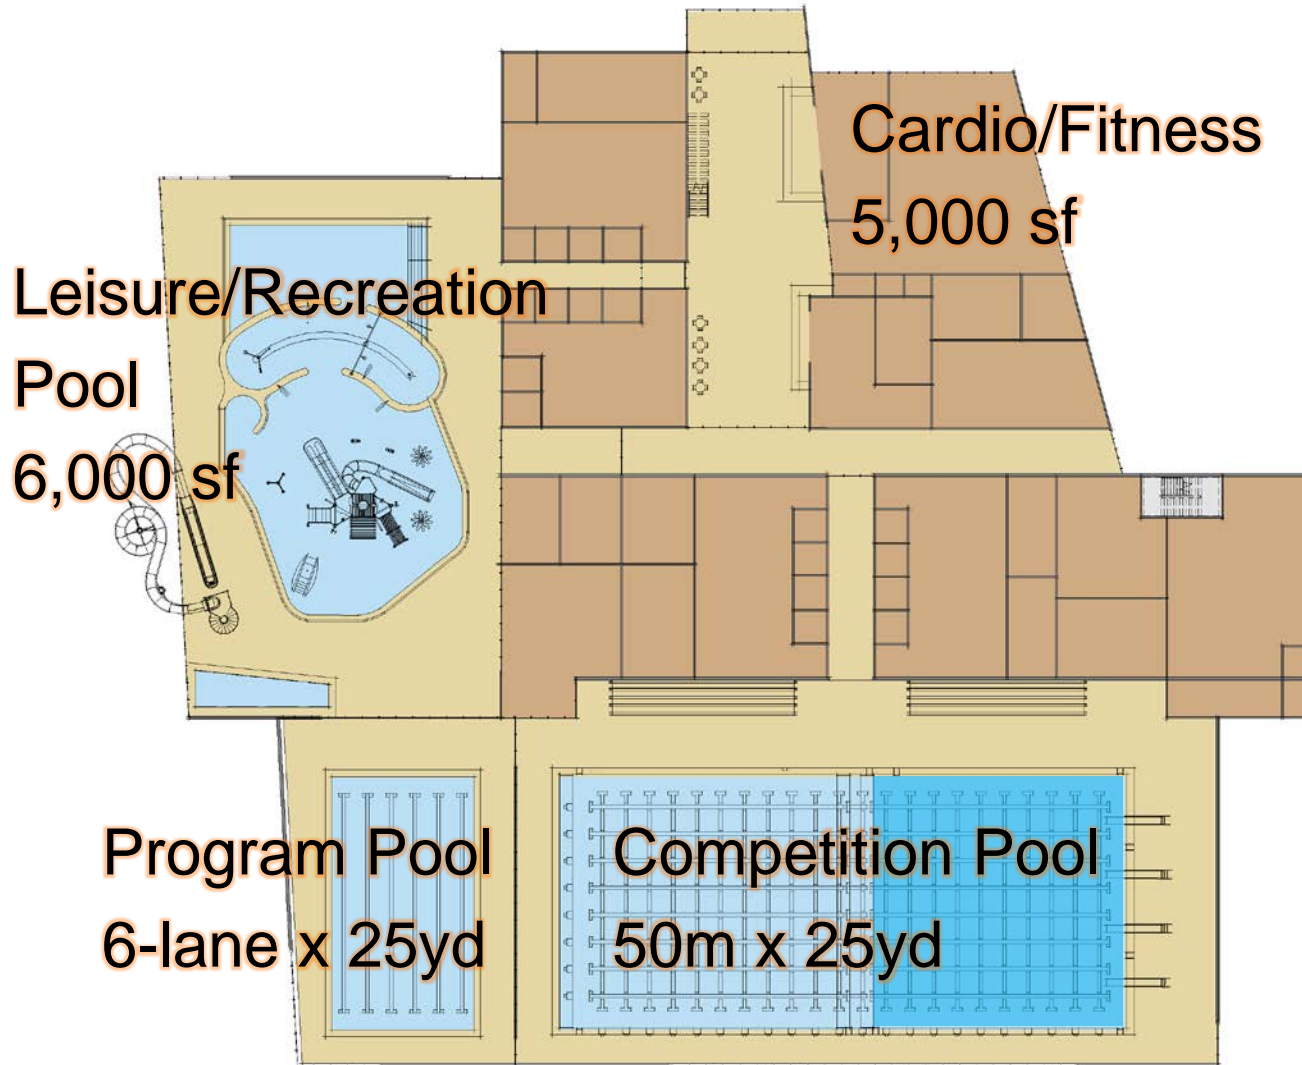 Cardio/Fitness
5,000 sf
Leisure/Recreation
Pool
6,000 sf
Program Pool
6-lane x 25yd
Competition Pool
50m x 25yd